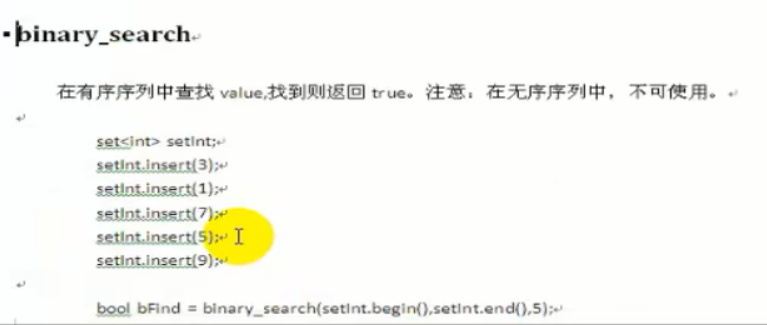 binary_search
在有序序列中查找 value,找到则返回 true。注意：在无序序列中，不可使用。
set<int> setInt;
setInt.insert(3);
setInt.insert(1);
setInt.insert(7);
setInt.insert(5);
setInt.insert(9);
bool bFind = binary_search(setInt.begin(),setInt.end(),5);